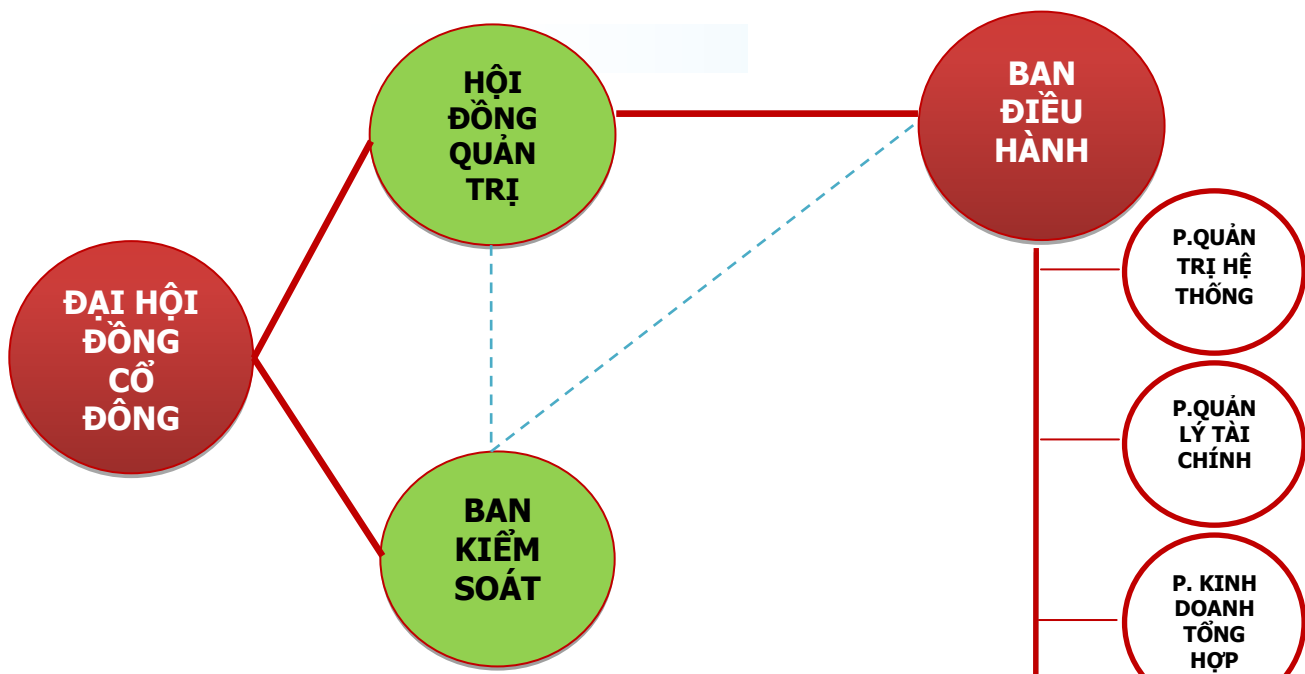 HỘI
ĐỒNG
QUẢN
TRỊ
BAN
ĐIỀU
HÀNH
ĐẠI HỘI
ĐỒNG
CỔ
ĐÔNG
BAN
KIỂM
SOÁT
P.QUẢN
TRỊ HỆ
THỐNG
P.QUẢN
LÝ TÀI
CHÍNH
P. KINH
DOANH
TỔNG
HỢP